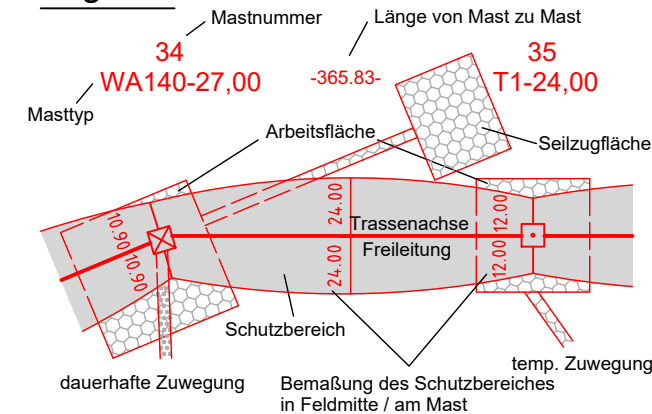 Mastnummer
Länge von Mast zu Mast
34
35
WA140-27,00
-365.83-
T1-24,00
Masttyp
Arbeitsfläche
Seilzugfläche
10.90
10.90
24.00
24.00
12.00
12.00
Trassenachse
Freileitung
Schutzbereich
temp. Zuwegung
dauerhafte Zuwegung
Bemaßung des Schutzbereiches
in Feldmitte / am Mast